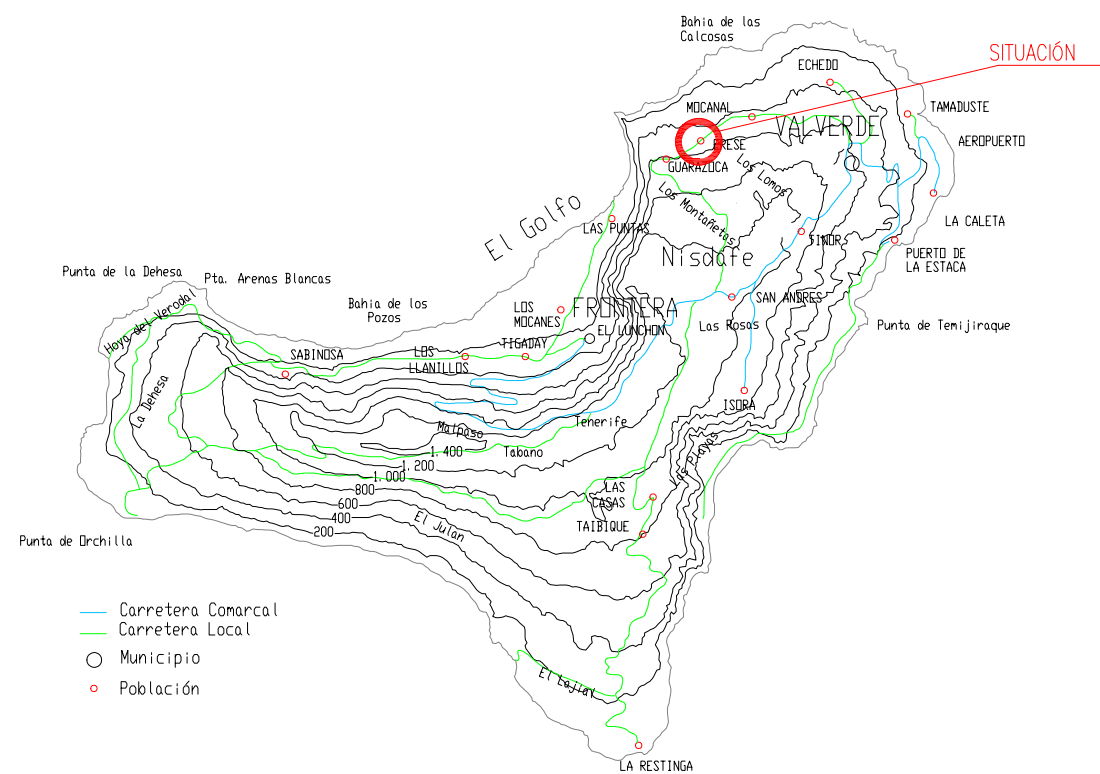 Bahia de las
Calcosas
SITUACIÓN
ECHEDO
MOCANAL
TAMADUSTE
VALVERDE
AEROPUERTO
ERESE
GUARAZOCA
Los Lomos
Los Montañetas
El Golfo
LAS PUNTAS
LA CALETA
TIÑOR
PUERTO DE
LA ESTACA
Nisdafe
Punta de la Dehesa
Pta. Arenas Blancas
SAN ANDRES
Hoya del Verodal
Bahia de los
Pozos
LOS
MOCANES
FRONTERA
EL LUNCHON
Las Rosas
Punta de Temijiraque
TIGADAY
SABINOSA
LOS
LLANILLOS
La Dehesa
ISORA
Malpaso
Tenerife
Tabano
Las Playas
1.400
1.200
1.000
800
600
400
200
LAS
CASAS
El Julan
TAIBIQUE
Punta de Orchilla
Carretera Comarcal
Carretera Local
Municipio
Población
El Lajial
LA RESTINGA